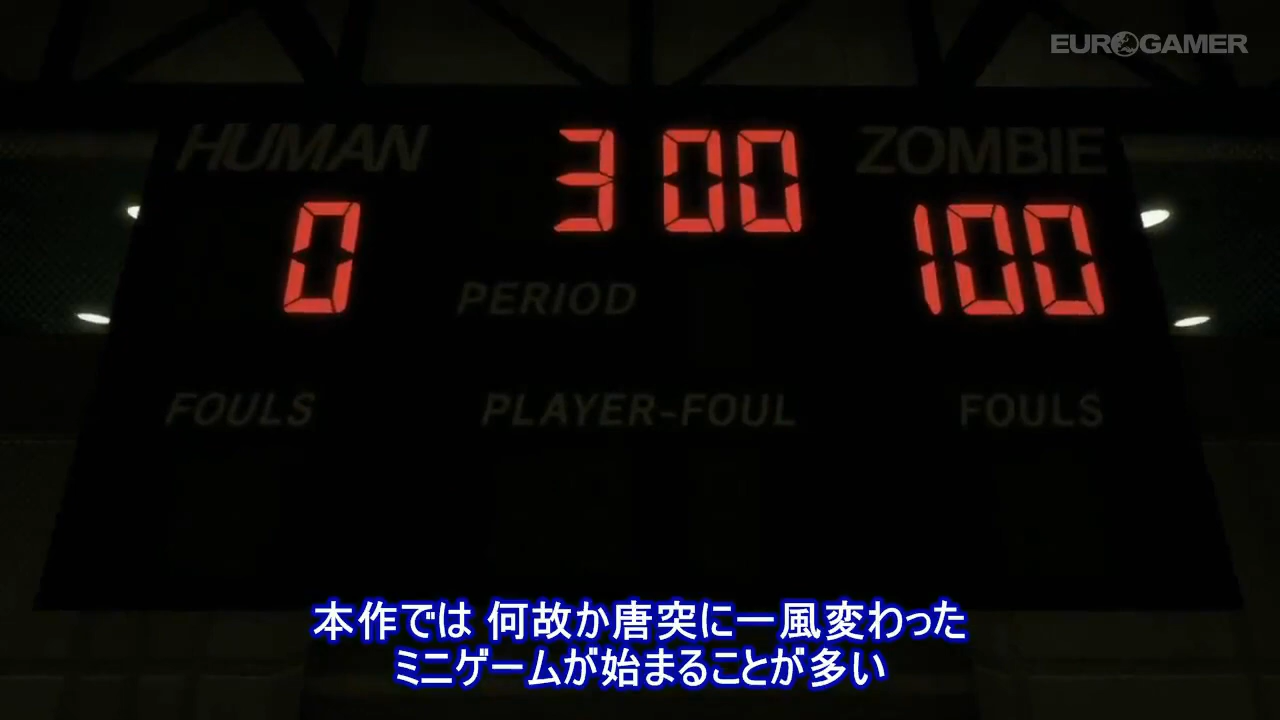 EUROGAMER
HUMAN
3 00
ZOMBIE
0
100
PERIOD
FOULS
PLAYER-FOUL
FOULS
本作では 何故か唐突に一風変わった
ミニゲームが始まることが多い